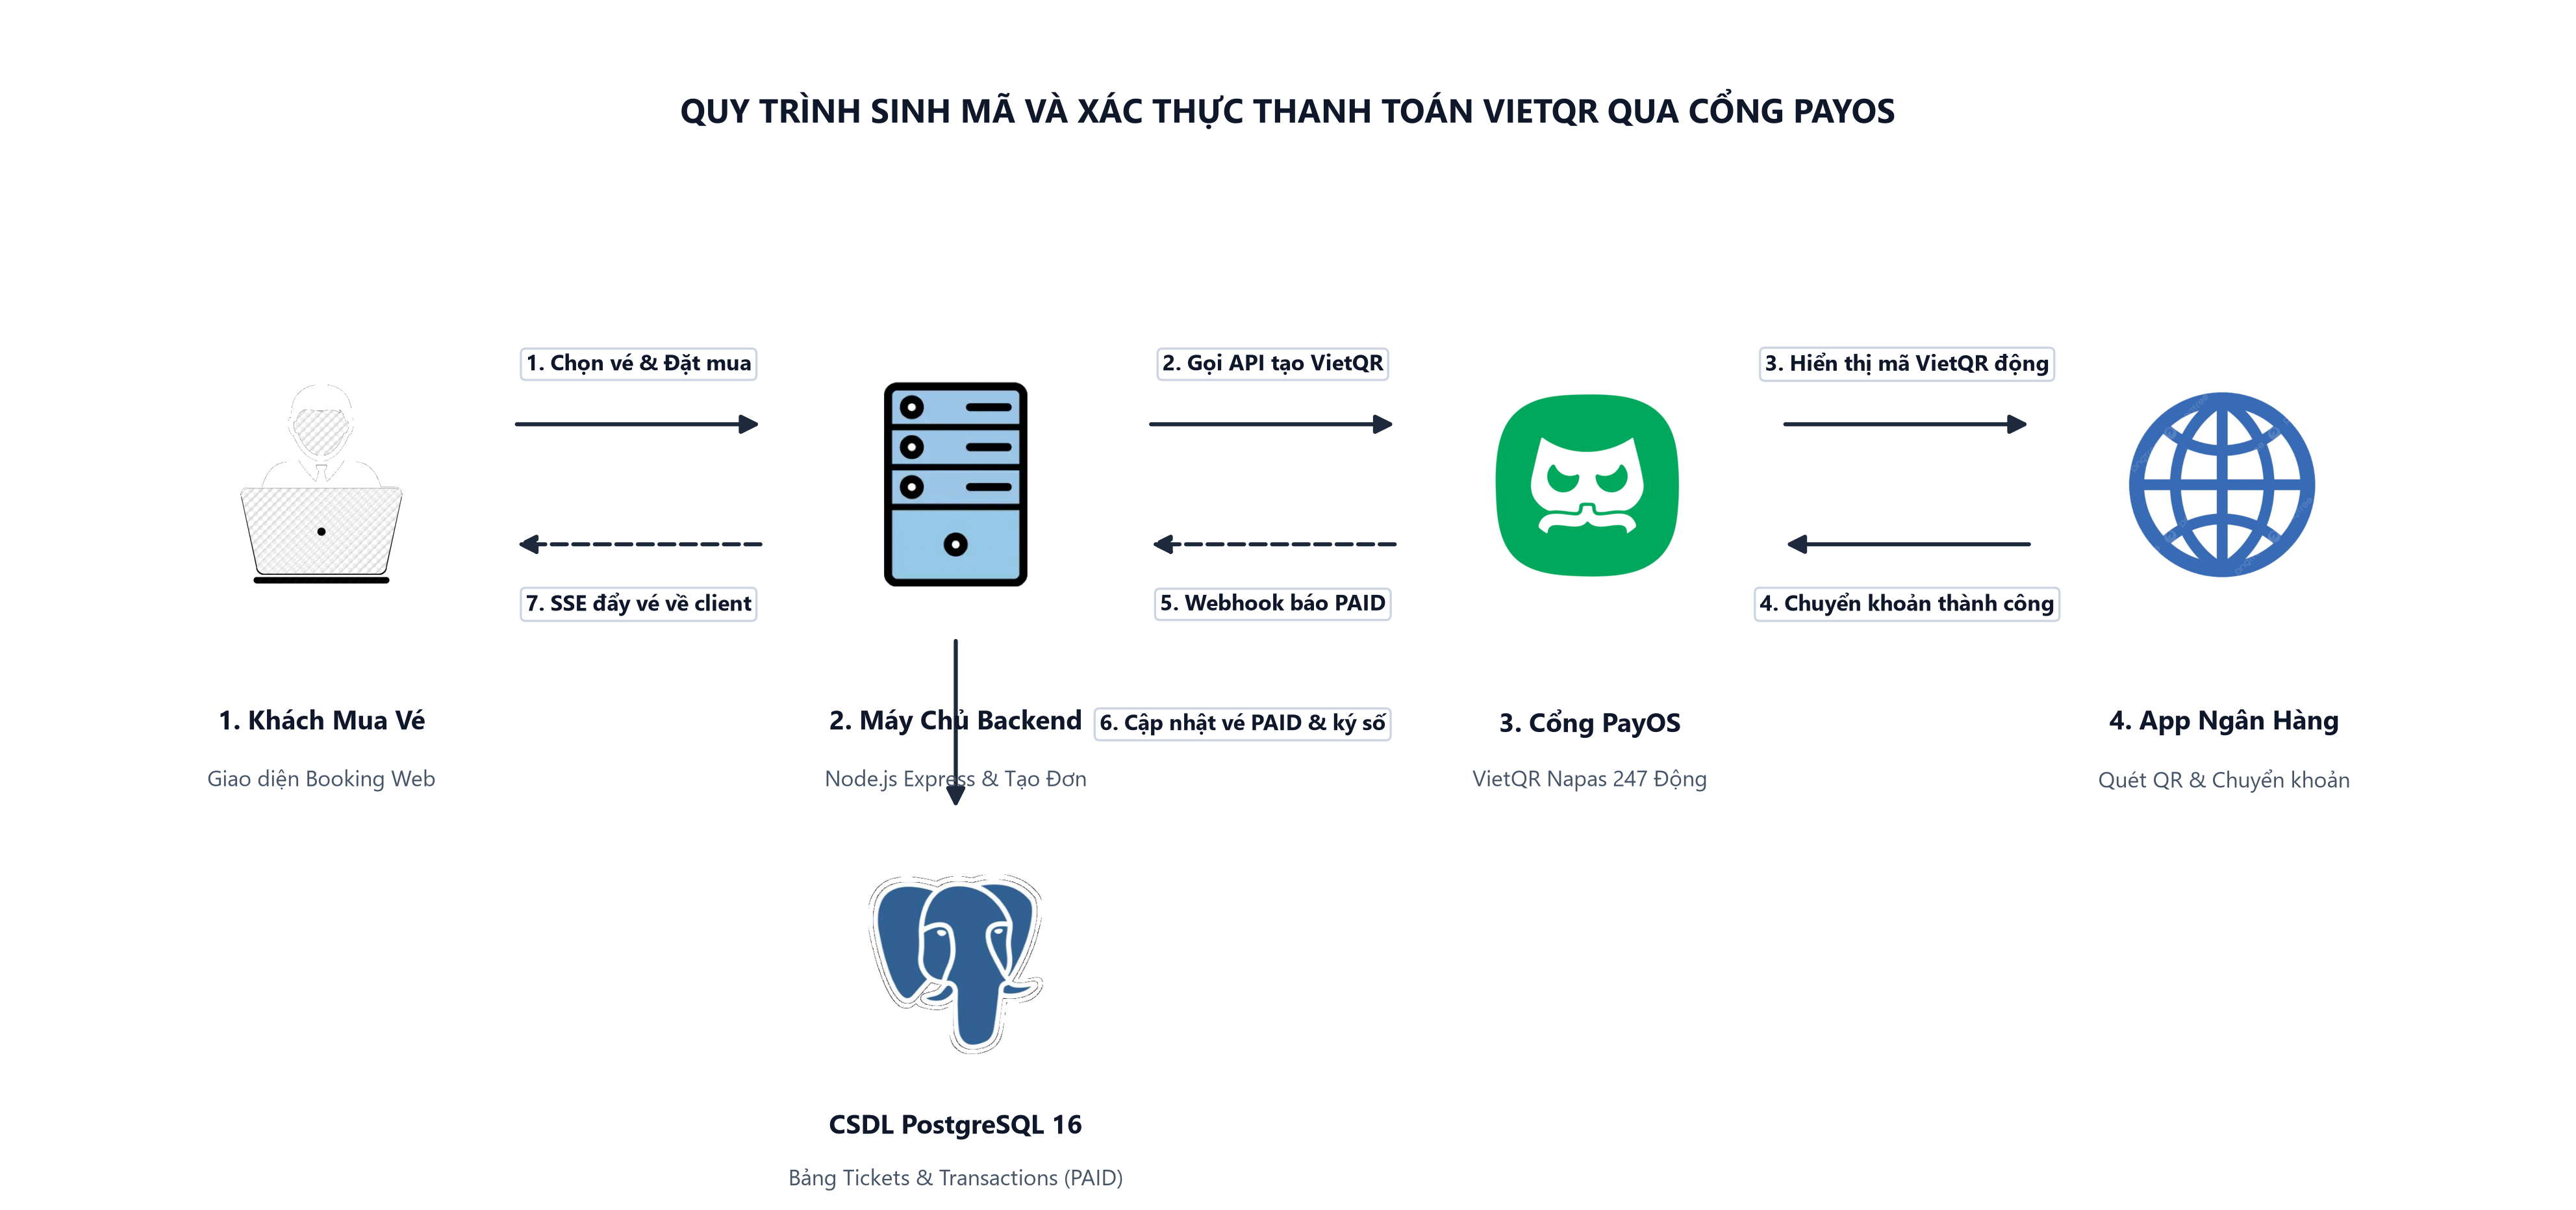 QUY TRÌNH SINH MÃ VÀ XÁC THỰC THANH TOÁN VIETQR QUA CỔNG PAYOS
1. Chọn vé & Đặt mua
2. Gọi API tạo VietQR
3. Hiển thị mã VietQR động
7. SSE đẩy vé về client
5. Webhook báo PAID
4. Chuyển khoản thành công
1. Khách Mua Vé
2. Máy Chủ Backend
6. Cập nhật vé PAID & ký số
3. Cổng PayOS
4. App Ngân Hàng
Giao diện Booking Web
Node.js Express & Tạo Đơn
VietQR Napas 247 Động
Quét QR & Chuyển khoản
CSDL PostgreSQL 16
Bảng Tickets & Transactions (PAID)